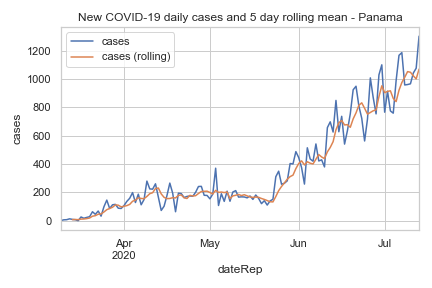 New COVID-19 daily cases and 5 day rolling mean - Panama
cases
cases (rolling)
1200
1000
800
600
400
200
0
cases
Apr
2020
May
Jun
Jul
dateRep